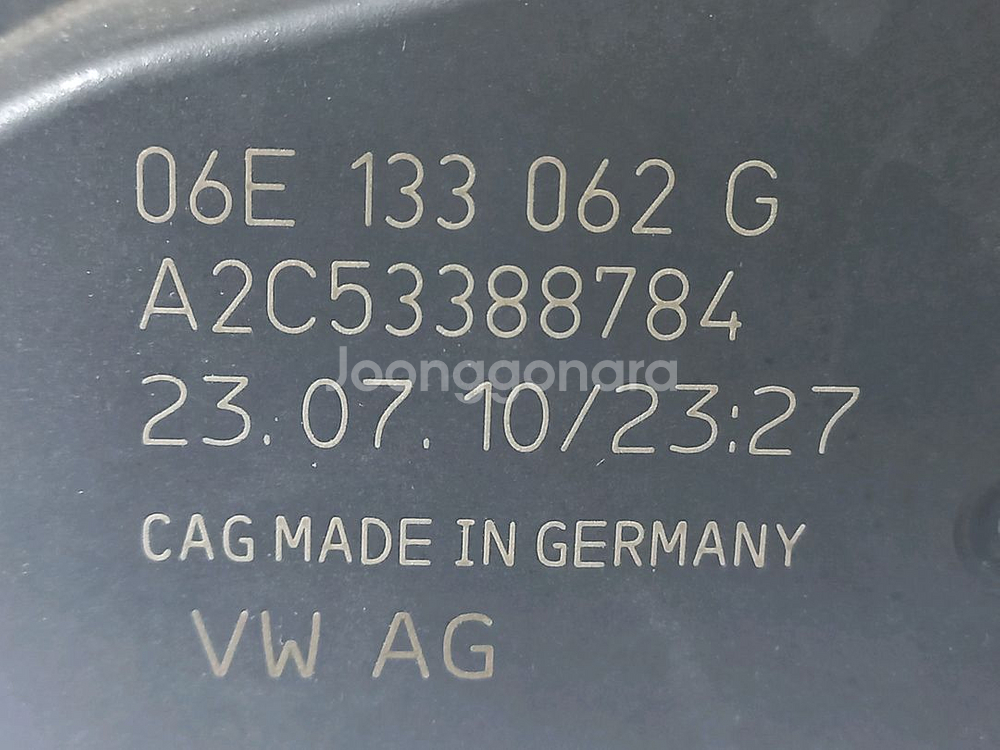 06E 133 062 G
A2C53388784
Joonggonara
23.07.10/23:27
CAG MADE IN GERMANY
VW AG